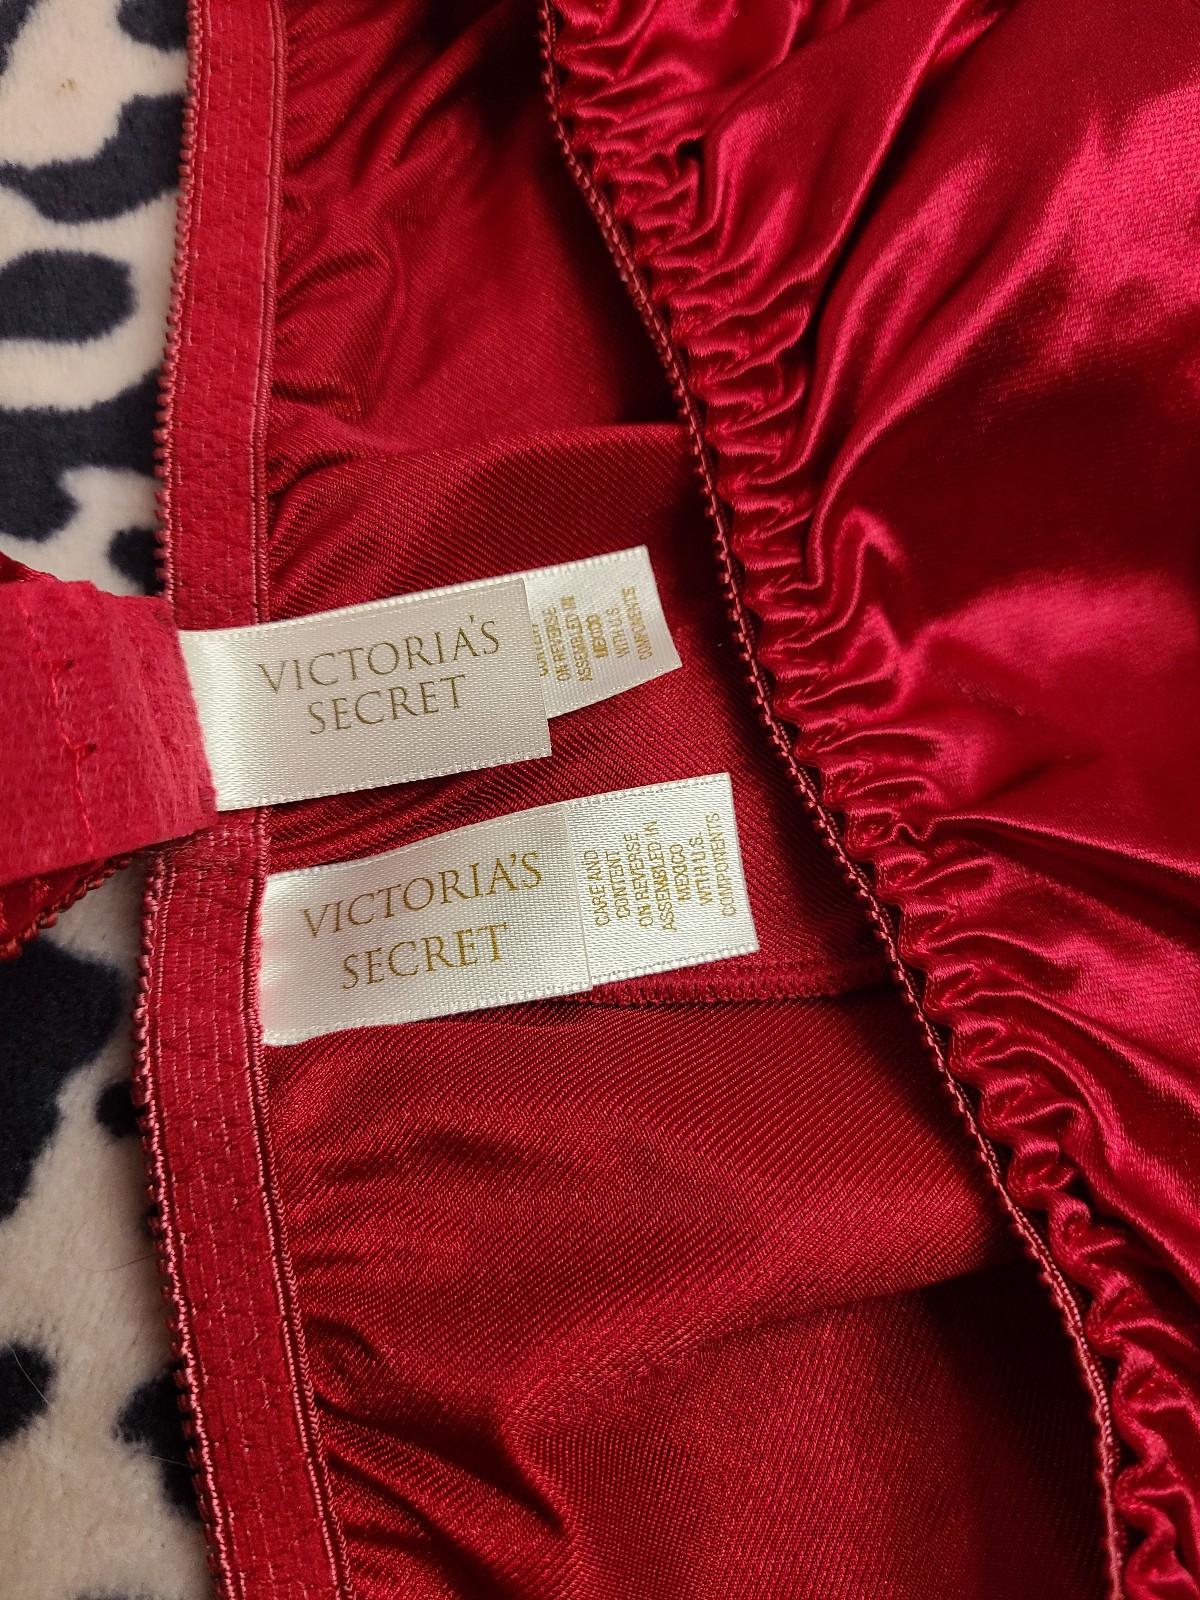 VICTORIA'S
SECRET
ON REVERSE
ASSEMBLED IN
MEXICO
WITH U.S.
COMPONENTS
VICTORIA'S
SECRET
CARE AND
CONTENT
ON REVERSE
ASSEMBLED IN
MEXICO
WITH U.S.
COMPONENTS